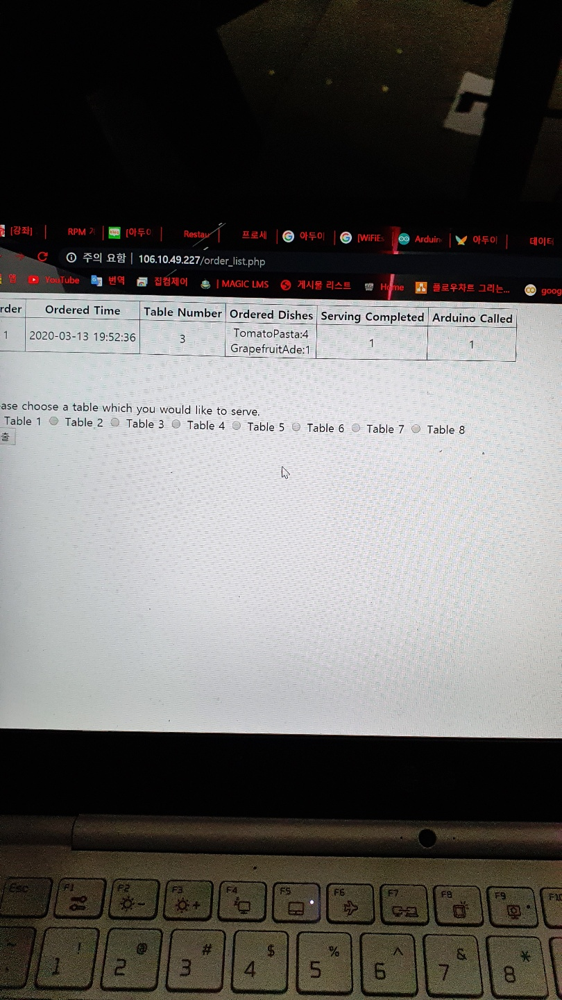 [강좌] RPM [아두 Restau 프로세 아두이 [WiFiEs Arduin 아두이 데이터
주의 요함 | 106.10.49.227/order_list.php
앱 YouTube 번역 집컴제어 | MAGIC LMS 게시물 리스트 Home 플로우차트 그리는... goog
rder Ordered Time Table Number Ordered Dishes Serving Completed Arduino Called
1 2020-03-13 19:52:36 3 TomatoPasta:4 1 1
GrapefruitAde:1
ase choose a table which you would like to serve.
Table 1 Table 2 Table 3 Table 4 Table 5 Table 6 Table 7 Table 8
출
Esc F1 F2 F3 F4 F5 F6 F7 F8 F9 F10
~ ! @ # $ % ^ & *
1 2 3 4 5 6 7 8